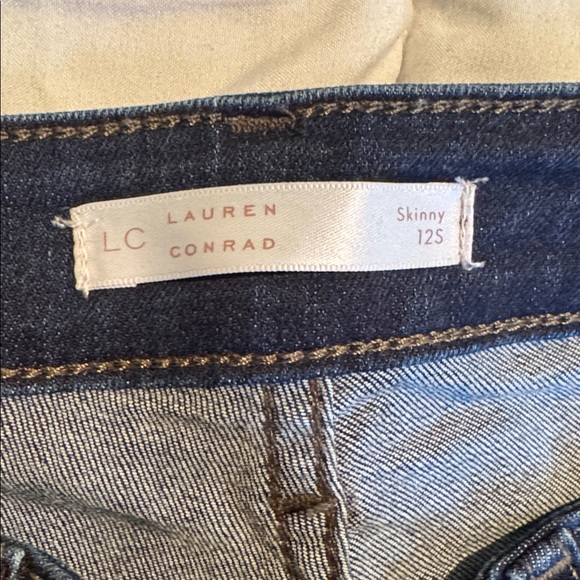 LC
LAUREN
CONRAD
Skinny
12S